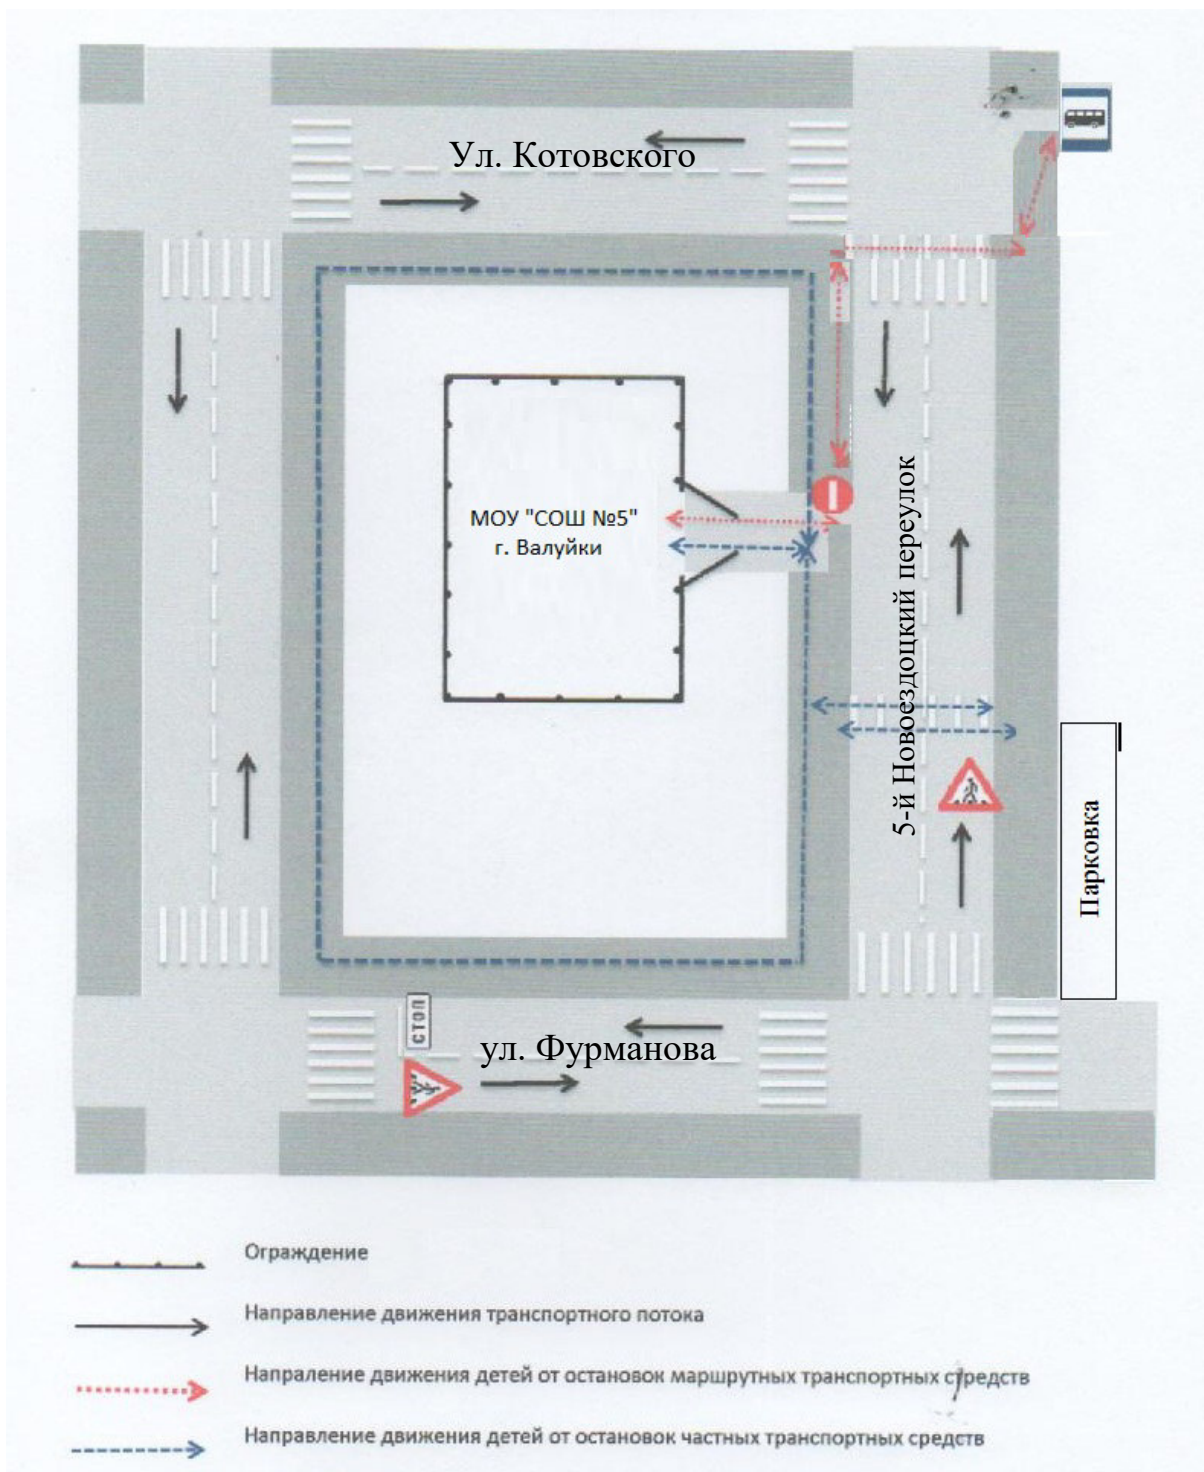 Ул. Котовского
МОУ "СОШ №5"
г. Валуйки
5-й Новоездоцкий переулок
Парковка
СТОП
ул. Фурманова
Ограждение
Направление движения транспортного потока
Напраление движения детей от остановок маршрутных транспортных стредств
Направление движения детей от остановок частных транспортных средств